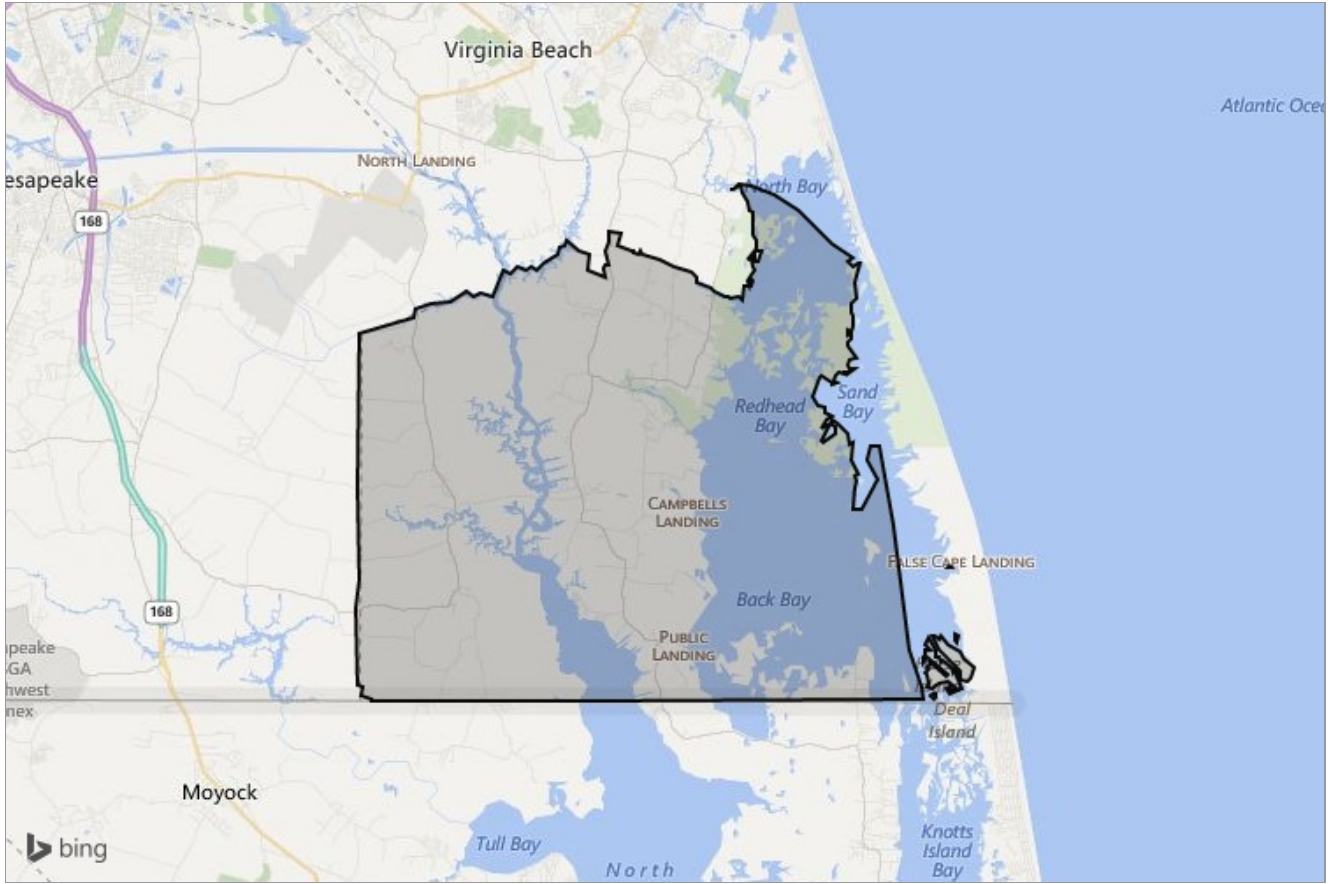 Virginia Beach
Atlantic Ocea
NORTH LANDING
esapeake
North Bay
168
Sand
Bay
Redhead
Bay
CAMPBELLS
LANDING
FALSE CAPE LANDING
Back Bay
168
PUBLIC
LANDING
apeake
GA
hwest
nex
Deal
Island
Moyock
Tull Bay
Knotts
Island
Bay
bing
North